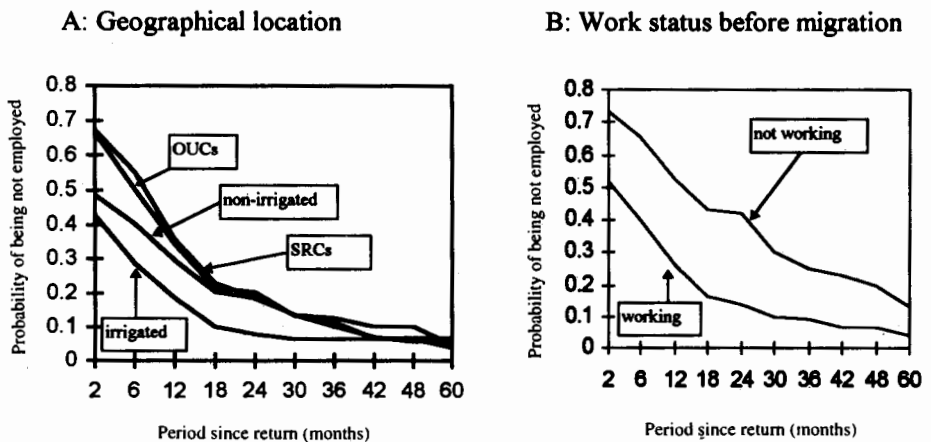 A: Geographical location
Probability of being not employed
0.8
0.7
0.6
0.5
0.4
0.3
0.2
0.1
0
OUCs
non-irrigated
SRCs
irrigated
2 6 12 18 24 30 36 42 48 60
Period since return (months)
B: Work status before migration
Probability of being not employed
0.8
0.7
0.6
0.5
0.4
0.3
0.2
0.1
0
not working
working
2 6 12 18 24 30 36 42 48 60
Period since return (months)